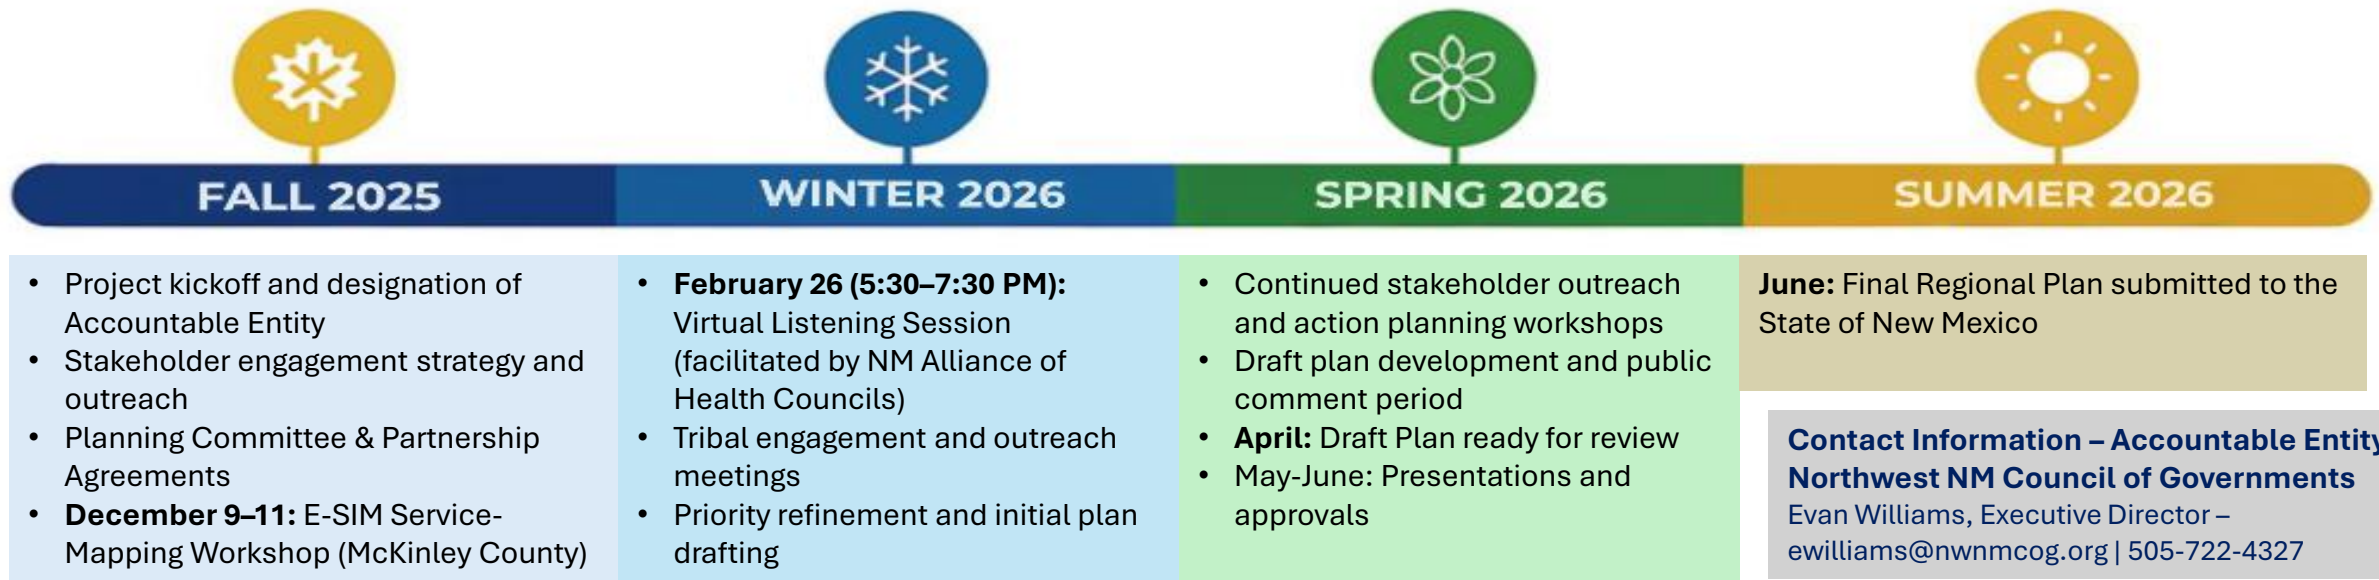 FALL 2025
WINTER 2026
SPRING 2026
SUMMER 2026
• Project kickoff and designation of
Accountable Entity
• Stakeholder engagement strategy and
outreach
• Planning Committee & Partnership
Agreements
• December 9–11: E-SIM Service-
Mapping Workshop (McKinley County)
• February 26 (5:30–7:30 PM):
Virtual Listening Session
(facilitated by NM Alliance of
Health Councils)
• Tribal engagement and outreach
meetings
• Priority refinement and initial plan
drafting
• Continued stakeholder outreach
and action planning workshops
• Draft plan development and public
comment period
• April: Draft Plan ready for review
• May-June: Presentations and
approvals
June: Final Regional Plan submitted to the
State of New Mexico
Contact Information – Accountable Entity
Northwest NM Council of Governments
Evan Williams, Executive Director –
ewilliams@nwnmcog.org | 505-722-4327